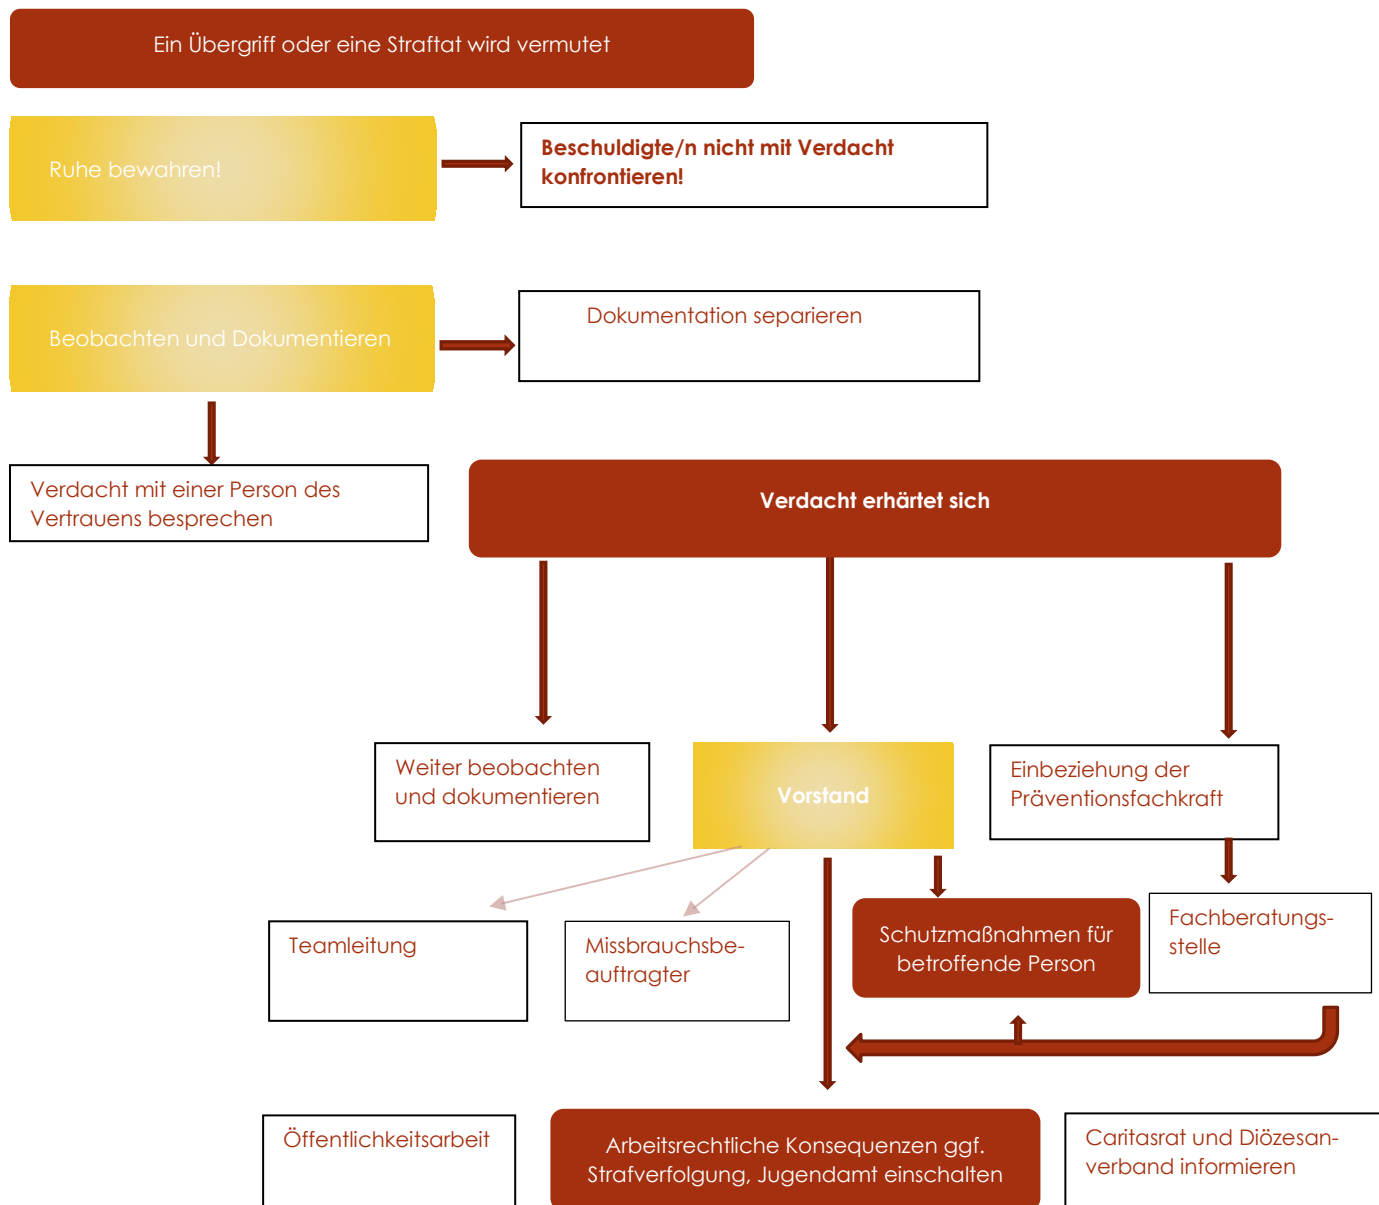 Ein Übergriff oder eine Straftat wird vermutet
Ruhe bewahren!
Beschuldigte/n nicht mit Verdacht
konfrontieren!
Beobachten und Dokumentieren
Dokumentation separieren
Verdacht mit einer Person des
Vertrauens besprechen
Verdacht erhärtet sich
Weiter beobachten
und dokumentieren
Vorstand
Einbeziehung der
Präventionsfachkraft
Teamleitung
Missbrauchsbe-
auftragter
Schutzmaßnahmen für
betroffende Person
Fachberatungs-
stelle
Öffentlichkeitsarbeit
Arbeitsrechtliche Konsequenzen ggf.
Strafverfolgung, Jugendamt einschalten
Caritasrat und Diözesan-
verband informieren